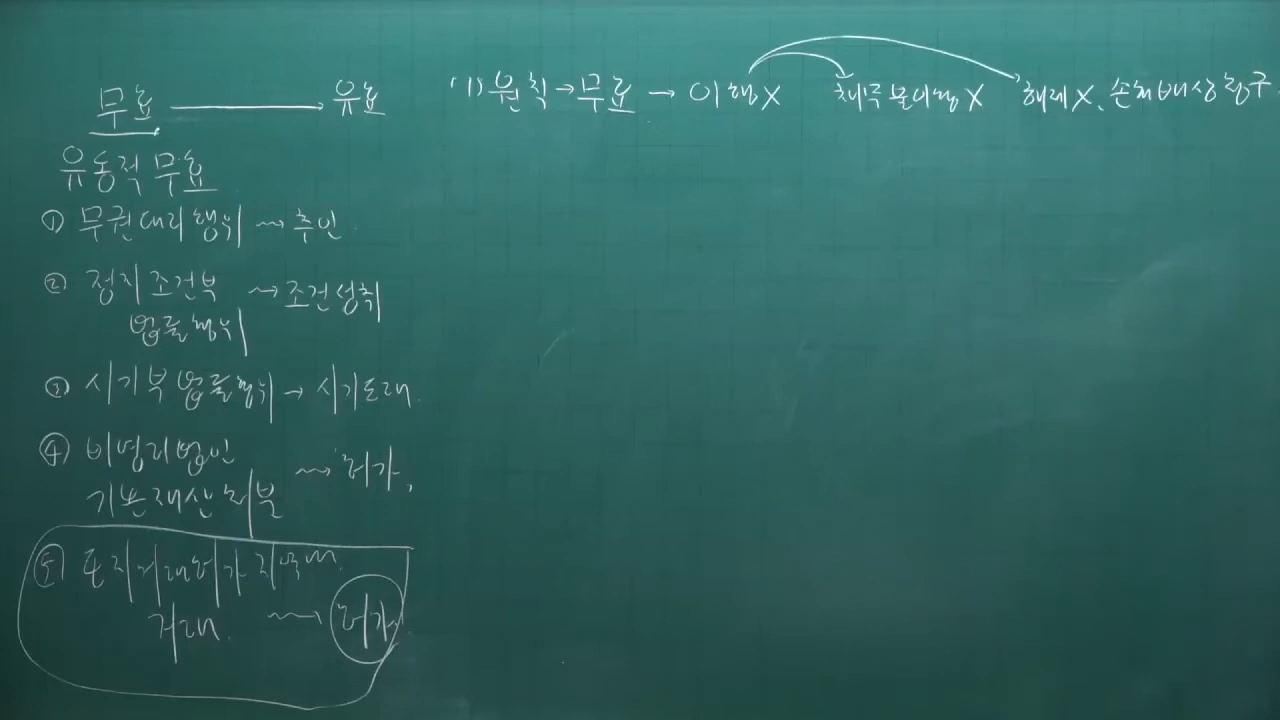 무효 → 유효
유동적 무효
① 무권대리행위 → 추인
② 정지조건부 → 조건성취
법률행위
③ 시기부 법률행위 → 시기도래.
④ 비영리법인
기본재산처분 → 허가,
⑤ 토지거래허가지역內
거래. → 허가
(1) 원칙 → 무효 → 이행X 채무불이행X 해제X, 손해배상청구